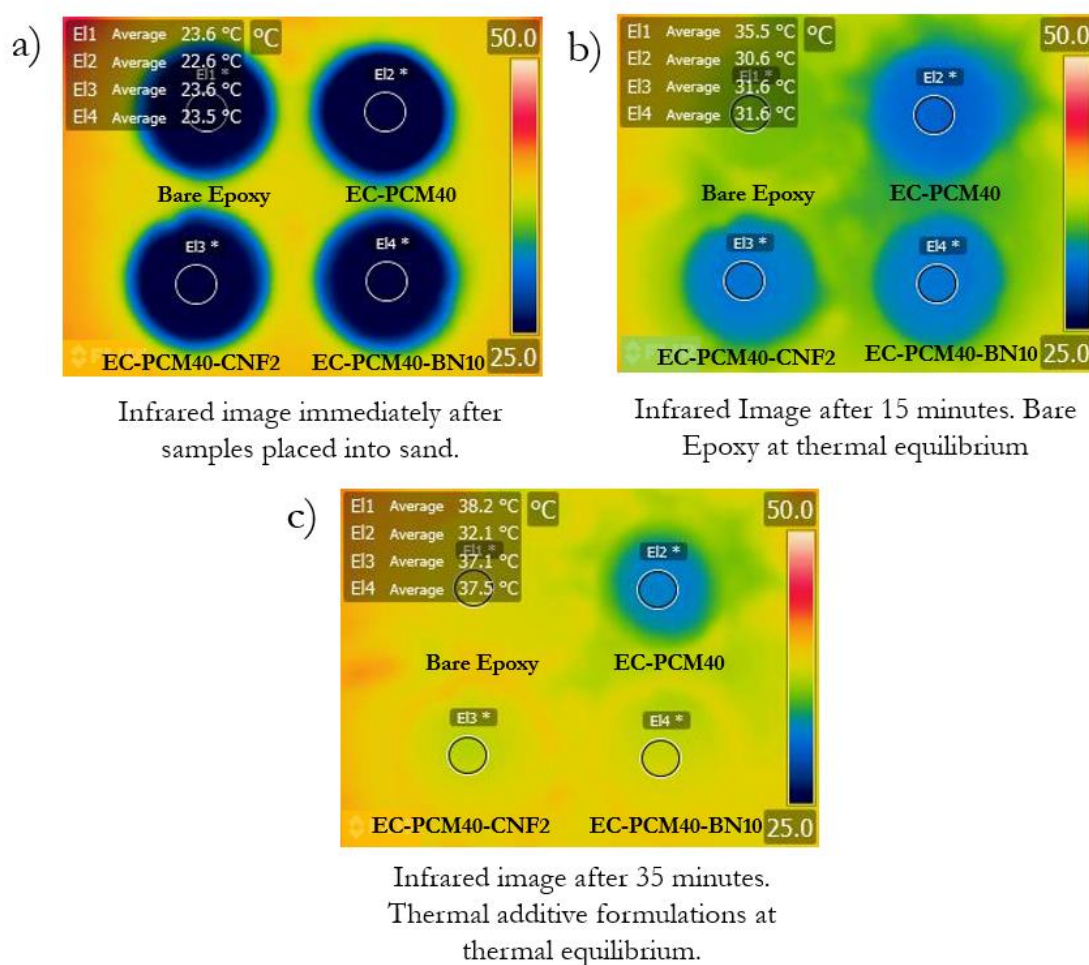 a)
El1 Average 23.6 °C °C 50.0
El2 Average 22.6 °C
El3 Average 23.6 °C
El4 Average 23.5 °C
El1 *
El2 *
Bare Epoxy EC-PCM40
El3 *
El4 *
EC-PCM40-CNF2 EC-PCM40-BN10 25.0
Infrared image immediately after
samples placed into sand.
b)
El1 Average 35.5 °C °C 50.0
El2 Average 30.6 °C
El3 Average 31.6 °C
El4 Average 31.6 °C
El1 *
El2 *
Bare Epoxy EC-PCM40
El3 *
El4 *
EC-PCM40-CNF2 EC-PCM40-BN10 25.0
Infrared Image after 15 minutes. Bare
Epoxy at thermal equilibrium
c)
El1 Average 38.2 °C °C 50.0
El2 Average 32.1 °C
El3 Average 37.1 °C
El4 Average 37.5 °C
El1 *
El2 *
Bare Epoxy EC-PCM40
El3 *
El4 *
EC-PCM40-CNF2 EC-PCM40-BN10 25.0
Infrared image after 35 minutes.
Thermal additive formulations at
thermal equilibrium.